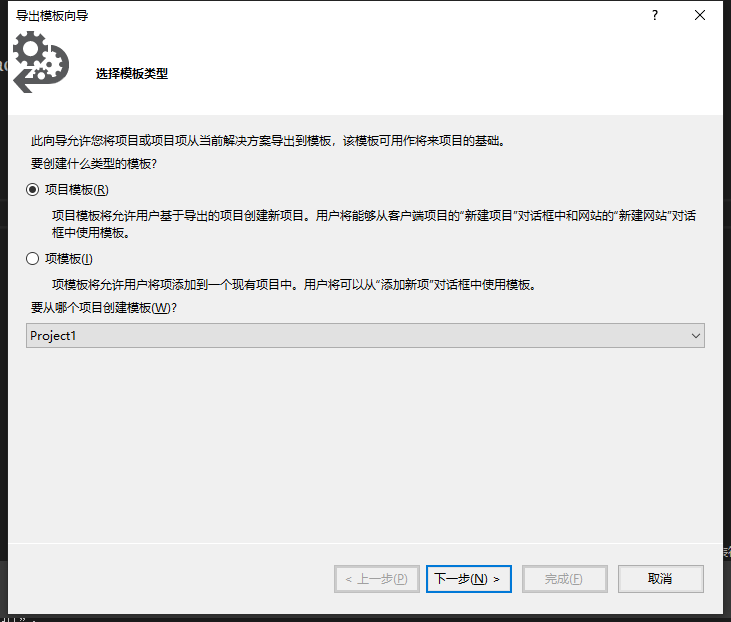 导出模板向导
选择模板类型
此向导允许您将项目或项目项从当前解决方案导出到模板，该模板可用作将来项目的基础。
要创建什么类型的模板?
项目模板(R)
项目模板将允许用户基于导出的项目创建新项目。用户将能够从客户端项目的“新建项目”对话框中和网站的“新建网站”对话
框中使用模板。
项模板(I)
项模板将允许用户将项添加到一个现有项目中。用户将可以从“添加新项”对话框中使用模板。
要从哪个项目创建模板(W)?
Project1
< 上一步(P) 下一步(N) > 完成(F) 取消